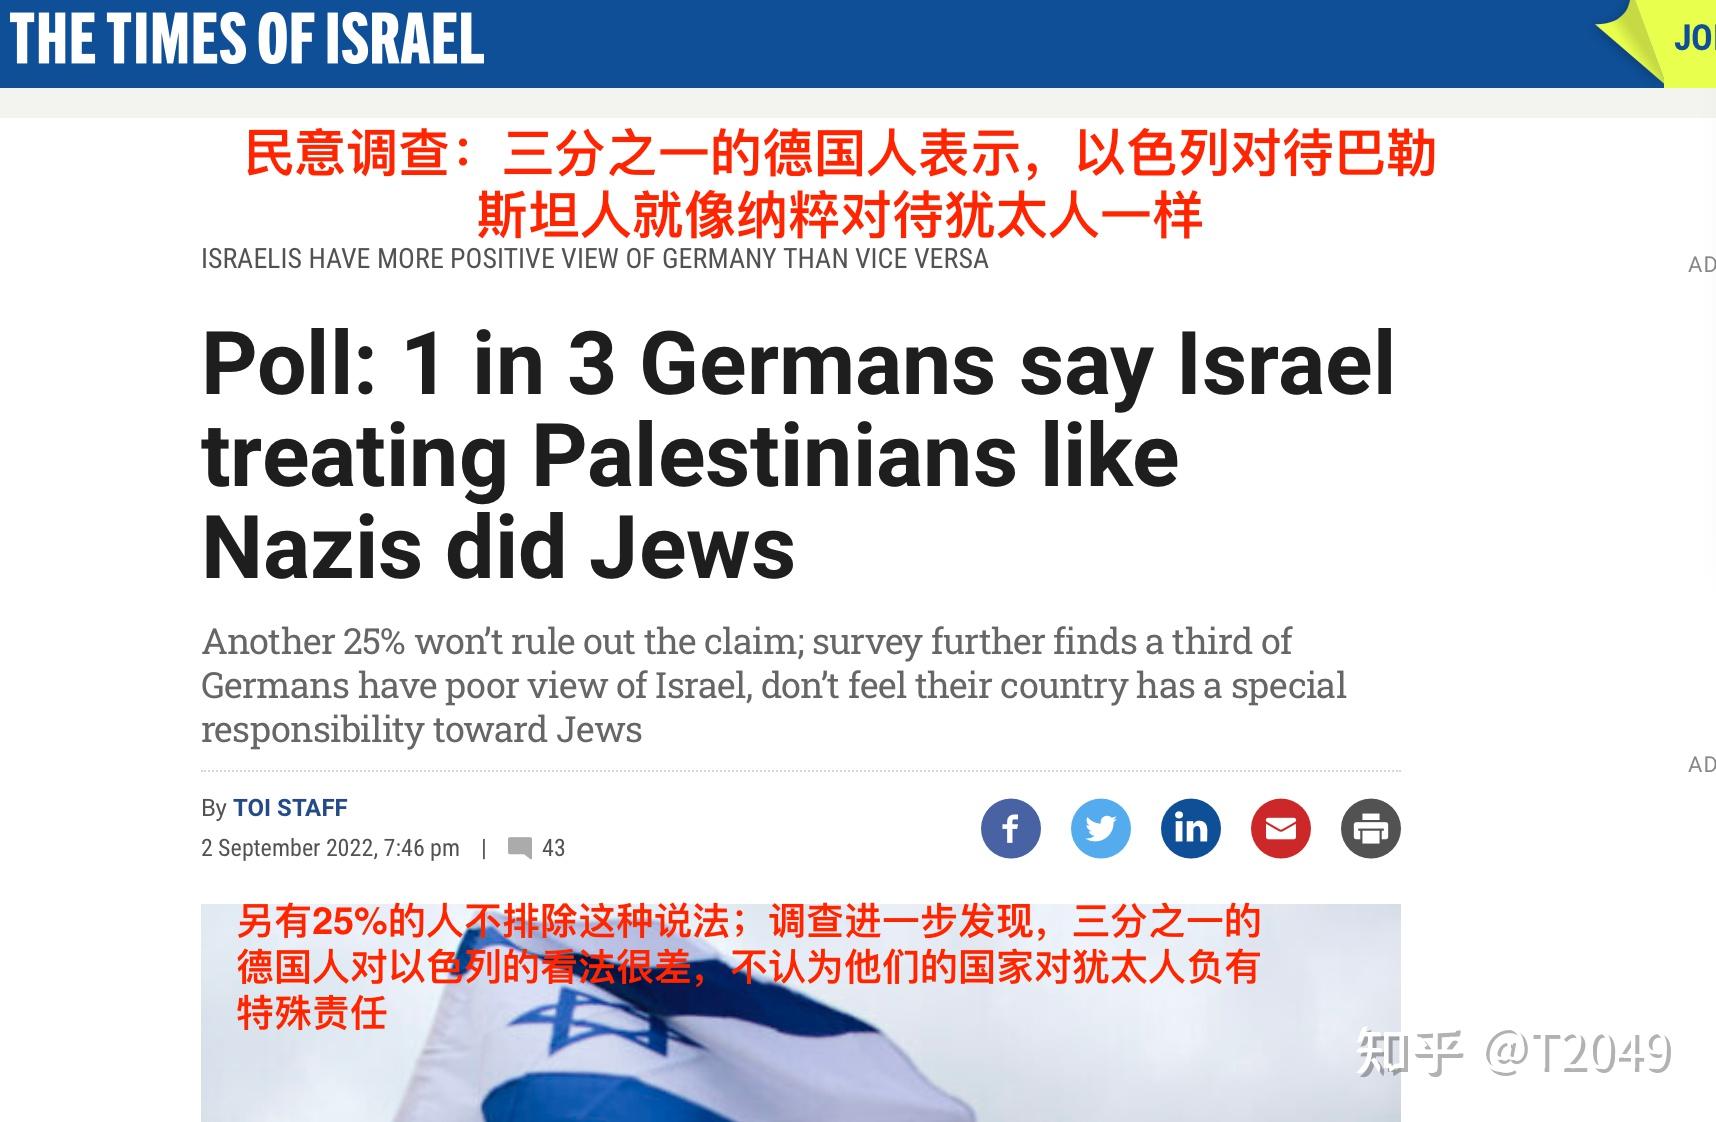 THE TIMES OF ISRAEL
JO
民意调查：三分之一的德国人表示，以色列对待巴勒
斯坦人就像纳粹对待犹太人一样
ISRAELIS HAVE MORE POSITIVE VIEW OF GERMANY THAN VICE VERSA
AD
Poll: 1 in 3 Germans say Israel
treating Palestinians like
Nazis did Jews
Another 25% won’t rule out the claim; survey further finds a third of
Germans have poor view of Israel, don’t feel their country has a special
responsibility toward Jews
AD
By TOI STAFF
2 September 2022, 7:46 pm | 43
另有25%的人不排除这种说法；调查进一步发现，三分之一的
德国人对以色列的看法很差，不认为他们的国家对犹太人负有
特殊责任
知乎 @T2049